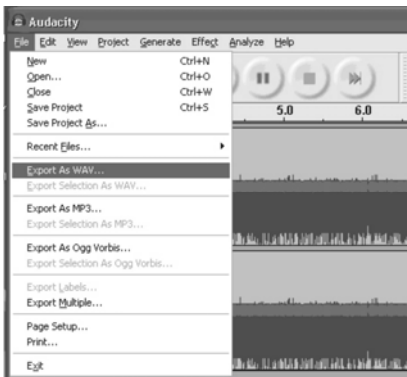 Audacity
File Edit View Project Generate Effect Analyze Help
New Ctrl+N
Open... Ctrl+O
Close Ctrl+W
Save Project Ctrl+S
Save Project As...
Recent Files...
Export As WAV...
Export Selection As WAV...
Export As MP3...
Export Selection As MP3...
Export As Ogg Vorbis...
Export Selection As Ogg Vorbis...
Export Labels...
Export Multiple...
Page Setup...
Print...
Exit
5.0 6.0